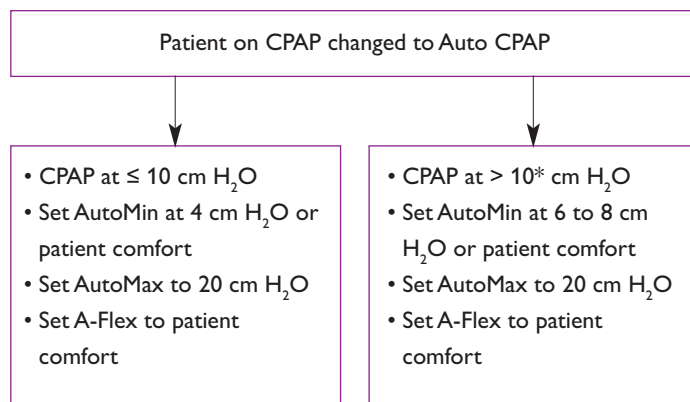 Patient on CPAP changed to Auto CPAP
• CPAP at ≤ 10 cm H₂O
• Set AutoMin at 4 cm H₂O or
patient comfort
• Set AutoMax to 20 cm H₂O
• Set A-Flex to patient
comfort
• CPAP at > 10* cm H₂O
• Set AutoMin at 6 to 8 cm
H₂O or patient comfort
• Set AutoMax to 20 cm H₂O
• Set A-Flex to patient
comfort